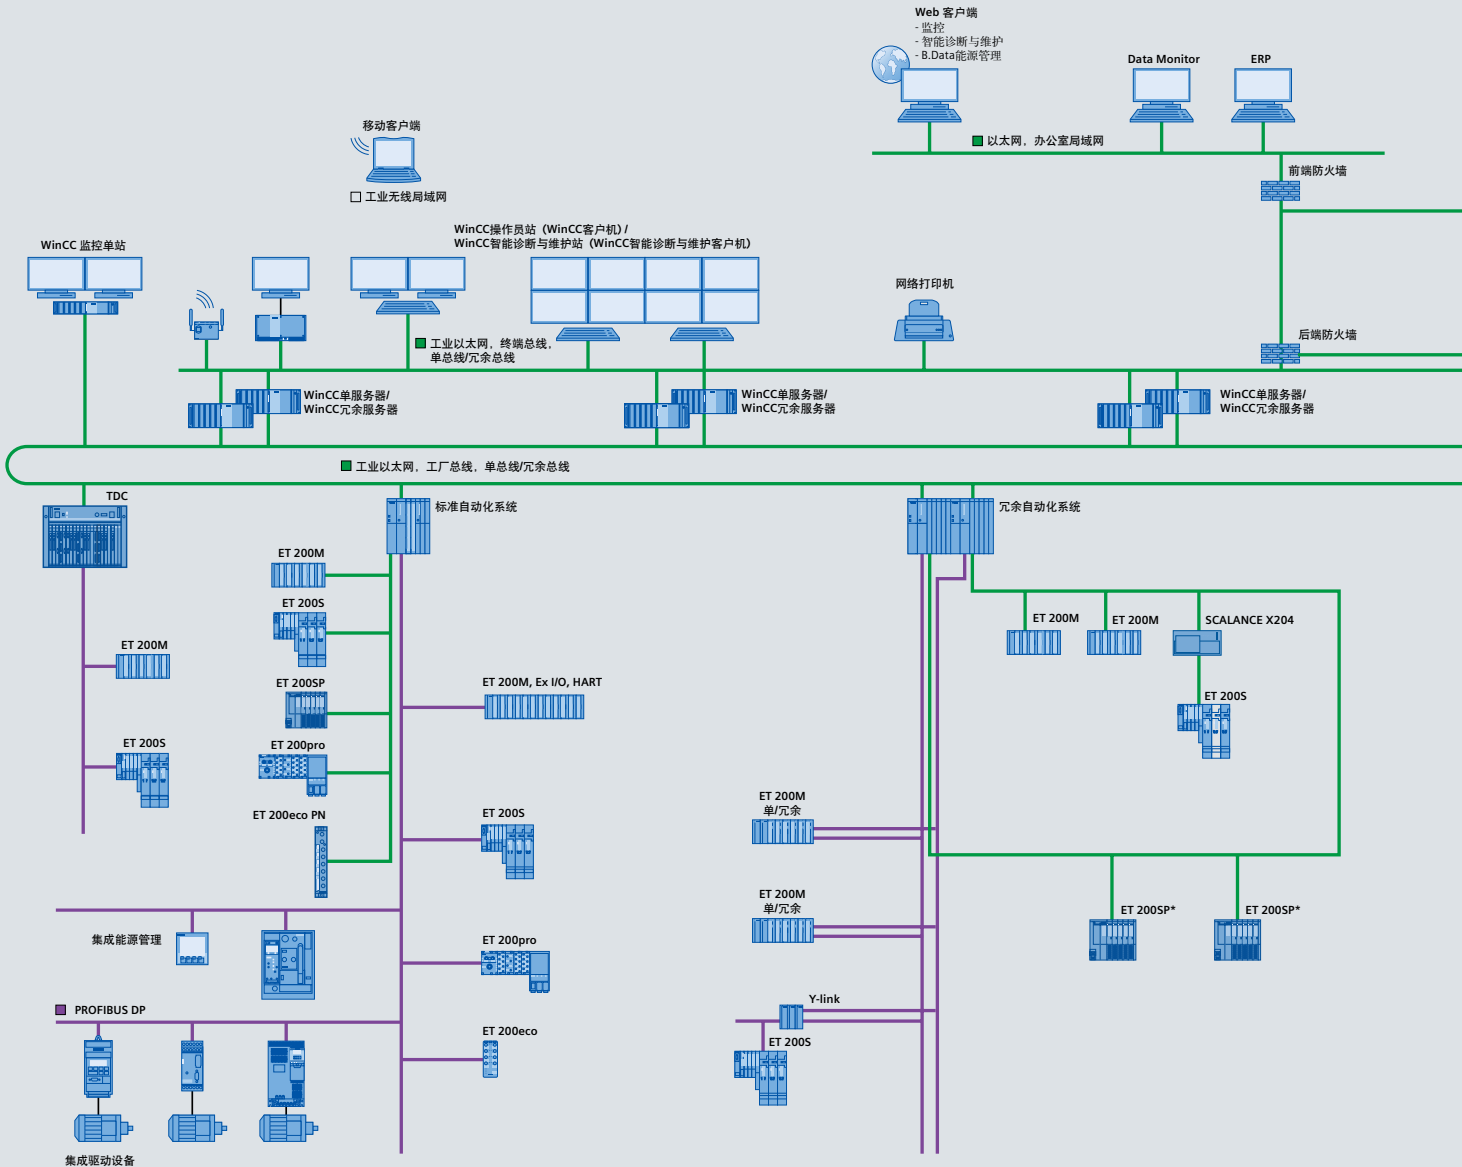 Web 客户端
- 监控
- 智能诊断与维护
- B.Data能源管理
Data Monitor
ERP
移动客户端
以太网，办公室局域网
前端防火墙
工业无线局域网
WinCC 监控单站
WinCC操作员站（WinCC客户机）/
WinCC智能诊断与维护站（WinCC智能诊断与维护客户机）
网络打印机
后端防火墙
工业以太网，终端总线，
单总线/冗余总线
WinCC单服务器/
WinCC冗余服务器
WinCC单服务器/
WinCC冗余服务器
WinCC单服务器/
WinCC冗余服务器
工业以太网，工厂总线，单总线/冗余总线
TDC
标准自动化系统
冗余自动化系统
ET 200M
ET 200S
ET 200M
ET 200M
SCALANCE X204
ET 200M
ET 200SP
ET 200M, Ex I/O, HART
ET 200S
ET 200S
ET 200pro
ET 200M
单/冗余
ET 200eco PN
ET 200S
ET 200M
单/冗余
ET 200SP*
ET 200SP*
集成能源管理
ET 200pro
Y-link
PROFIBUS DP
ET 200eco
ET 200S
集成驱动设备